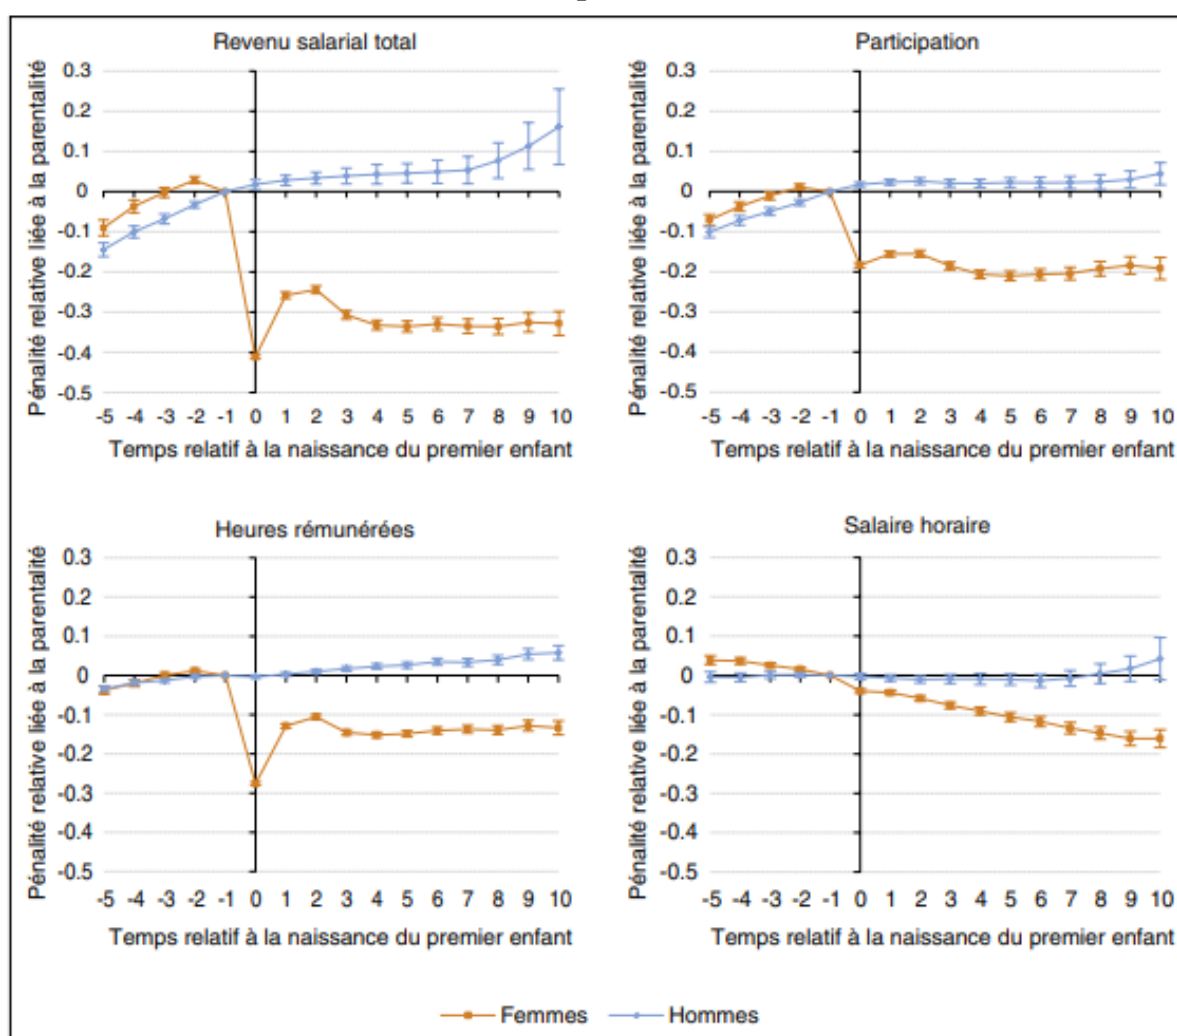 Revenu salarial total
Pénalité relative liée à la parentalité
0.3
0.2
0.1
0
-0.1
-0.2
-0.3
-0.4
-0.5
-5 -4 -3 -2 -1 0 1 2 3 4 5 6 7 8 9 10
Temps relatif à la naissance du premier enfant
Participation
Pénalité relative liée à la parentalité
0.3
0.2
0.1
0
-0.1
-0.2
-0.3
-0.4
-0.5
-5 -4 -3 -2 -1 0 1 2 3 4 5 6 7 8 9 10
Temps relatif à la naissance du premier enfant
Heures rémunérées
Pénalité relative liée à la parentalité
0.3
0.2
0.1
0
-0.1
-0.2
-0.3
-0.4
-0.5
-5 -4 -3 -2 -1 0 1 2 3 4 5 6 7 8 9 10
Temps relatif à la naissance du premier enfant
Salaire horaire
Pénalité relative liée à la parentalité
0.3
0.2
0.1
0
-0.1
-0.2
-0.3
-0.4
-0.5
-5 -4 -3 -2 -1 0 1 2 3 4 5 6 7 8 9 10
Temps relatif à la naissance du premier enfant
Femmes Hommes